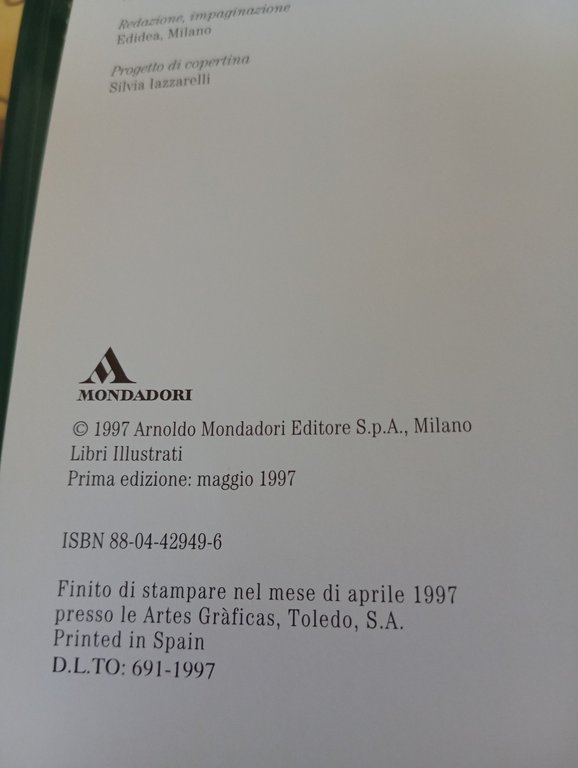 Redazione, impaginazione
Edidea, Milano
Progetto di copertina
Silvia Iazzarelli
MONDADORI
© 1997 Arnoldo Mondadori Editore S.p.A., Milano
Libri Illustrati
Prima edizione: maggio 1997
ISBN 88-04-42949-6
Finito di stampare nel mese di aprile 1997
presso le Artes Gràficas, Toledo, S.A.
Printed in Spain
D.L.TO: 691-1997